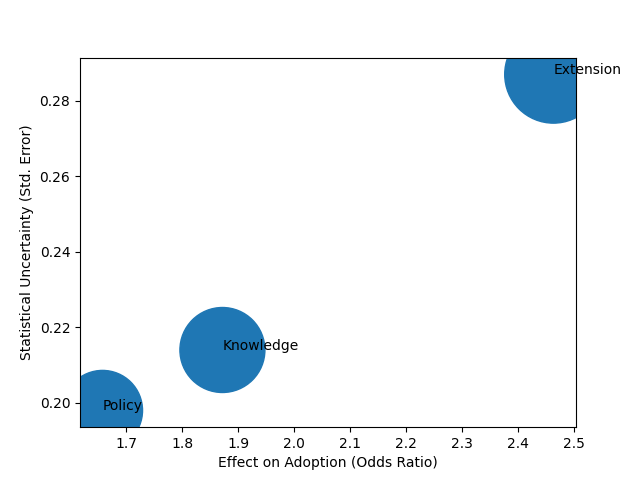 Extension
0.28
0.26
0.24
0.22
0.20
Statistical Uncertainty (Std. Error)
Knowledge
Policy
1.7 1.8 1.9 2.0 2.1 2.2 2.3 2.4 2.5
Effect on Adoption (Odds Ratio)